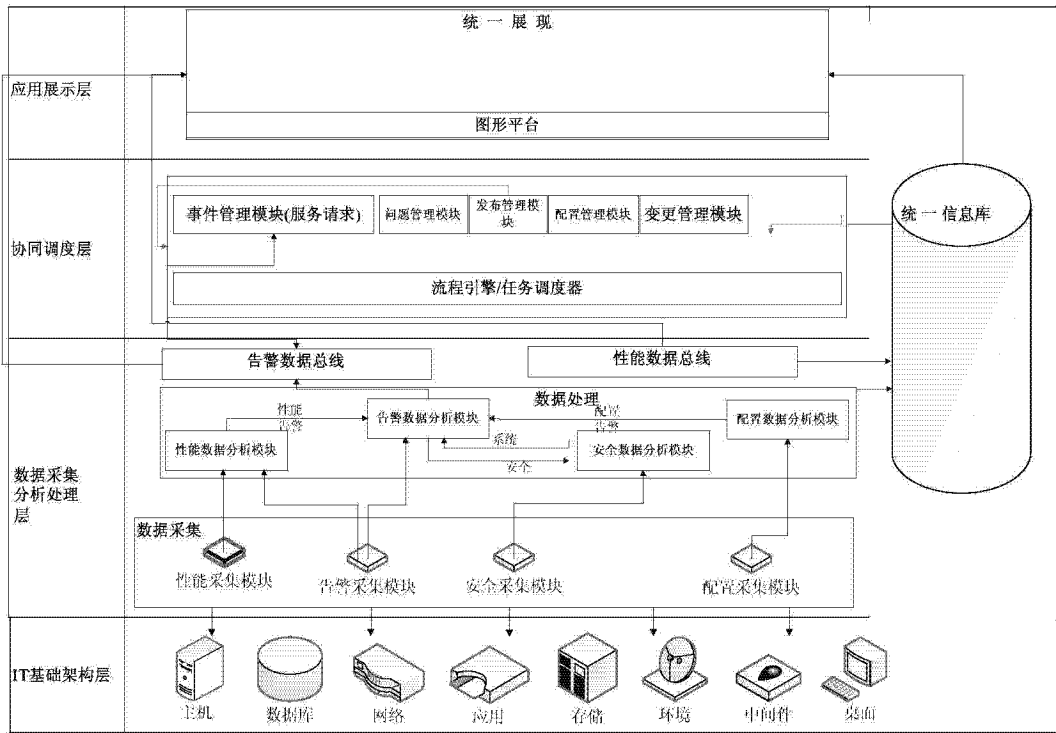 统一展现
应用展示层
图形平台
事件管理模块(服务请求)
问题管理模块
发布管理模
块
配置管理模块
变更管理模块
统一信息库
协同调度层
流程引擎/任务调度器
告警数据总线
性能数据总线
数据处理
性能
告警
告警数据分析模块
配置
告警
配置数据分析模块
性能数据分析模块
系统
安全
安全数据分析模块
数据采集
分析处理
层
数据采集
性能采集模块
告警采集模块
安全采集模块
配置采集模块
IT基础架构层
主机
数据库
网络
应用
存储
环境
中间件
桌面